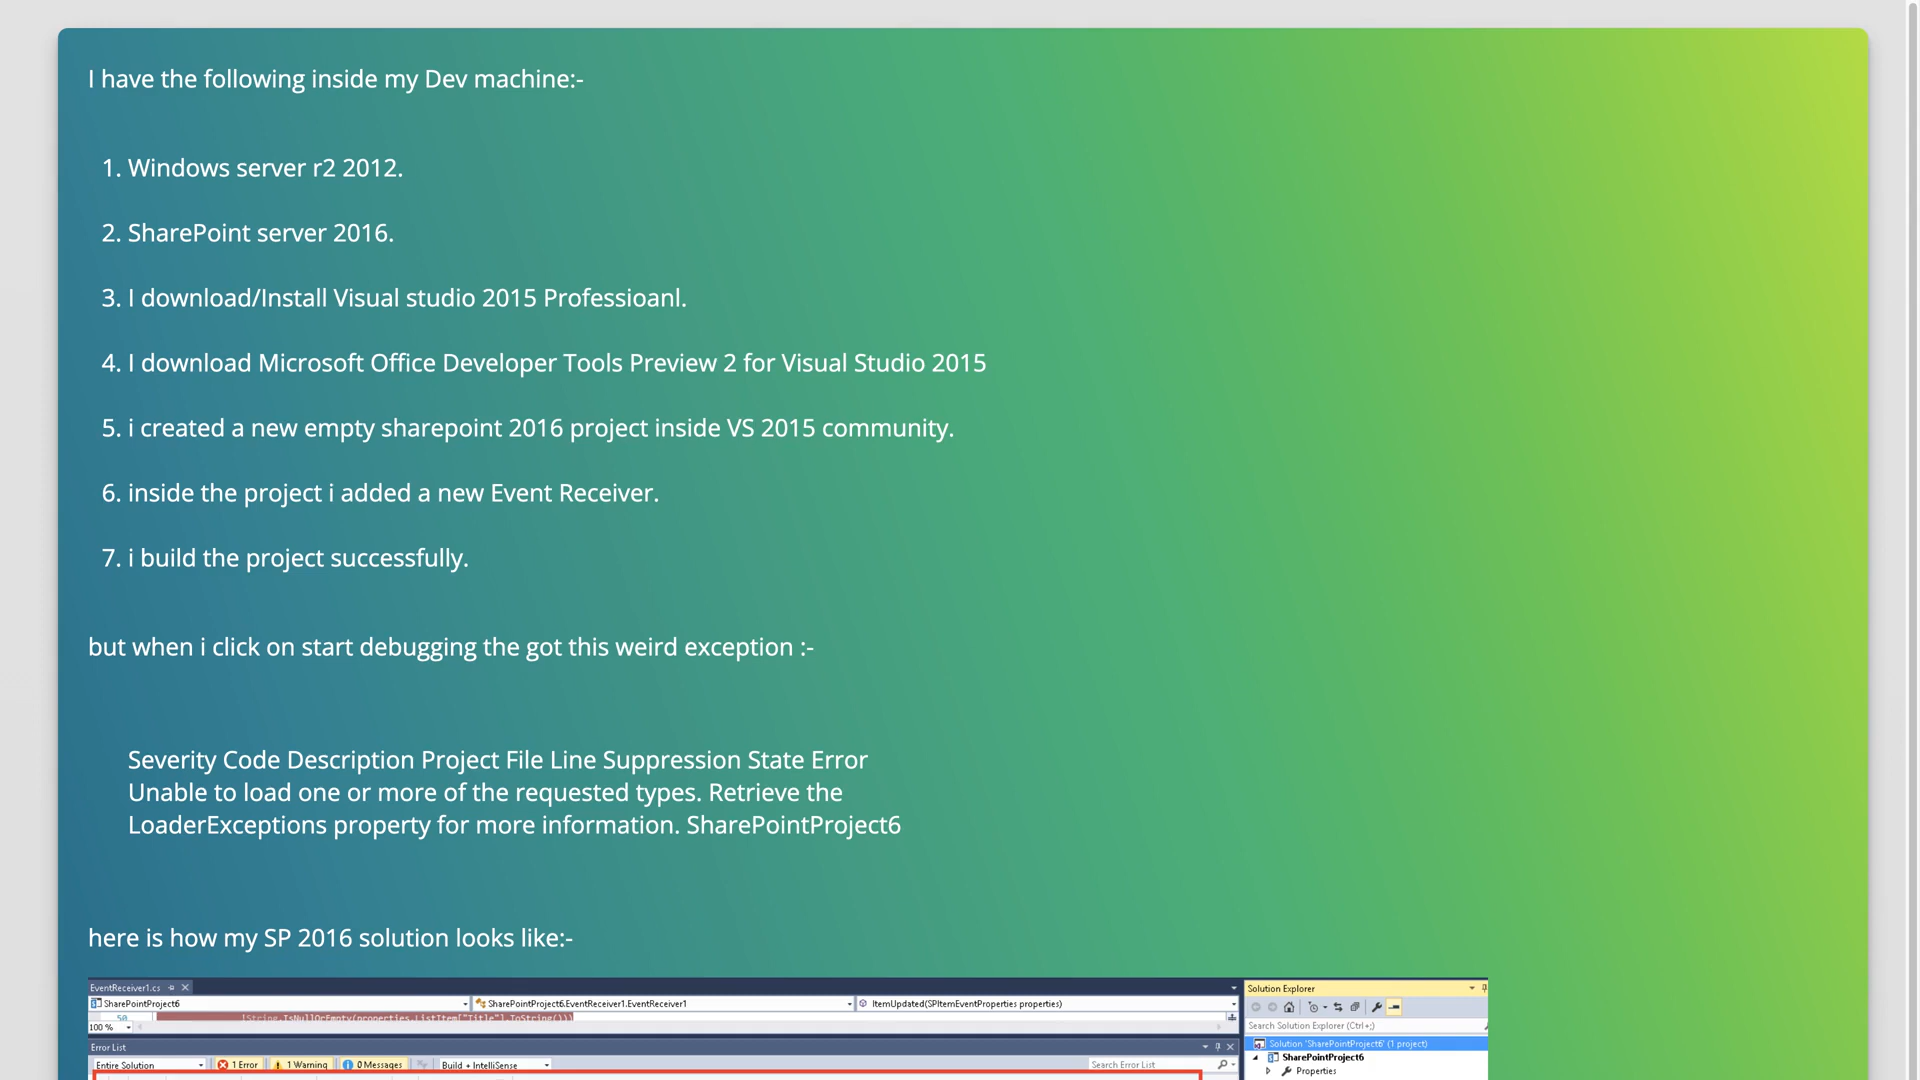 I have the following inside my Dev machine:-
1. Windows server r2 2012.
2. SharePoint server 2016.
3. I download/Install Visual studio 2015 Professioanl.
4. I download Microsoft Office Developer Tools Preview 2 for Visual Studio 2015
5. i created a new empty sharepoint 2016 project inside VS 2015 community.
6. inside the project i added a new Event Receiver.
7. i build the project successfully.
but when i click on start debugging the got this weird exception :-
Severity Code Description Project File Line Suppression State Error
Unable to load one or more of the requested types. Retrieve the
LoaderExceptions property for more information. SharePointProject6
here is how my SP 2016 solution looks like:-
EventReceiver1.cs
SharePointProject6 SharePointProject6.EventReceiver1.EventReceiver1 ItemUpdated(SPItemEventProperties properties)
50 !String.IsNullOrEmpty(properties.ListItem["Title"].ToString()))
100 %
Error List
Entire Solution 1 Error 1 Warning 0 Messages Build + IntelliSense Search Error List
Solution Explorer
Search Solution Explorer (Ctrl+;)
Solution 'SharePointProject6' (1 project)
SharePointProject6
Properties